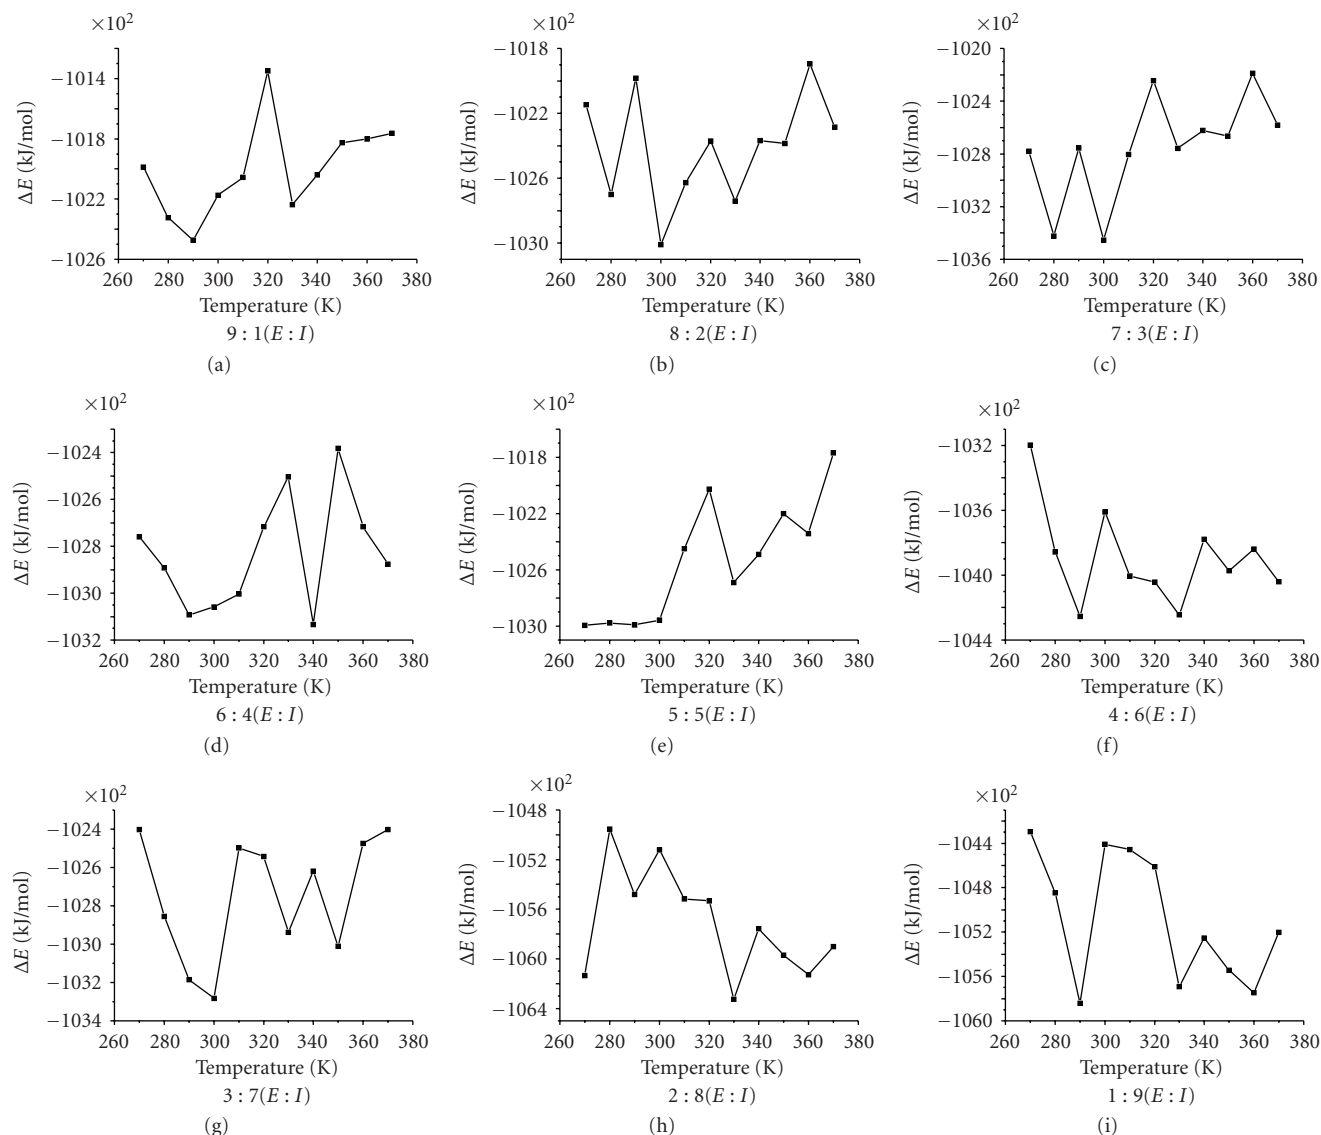 ×10²
−1014
−1018
−1022
−1026
ΔE (kJ/mol)
260 280 300 320 340 360 380
Temperature (K)
9 : 1(E : I)
(a)
×10²
−1018
−1022
−1026
−1030
ΔE (kJ/mol)
260 280 300 320 340 360 380
Temperature (K)
8 : 2(E : I)
(b)
×10²
−1020
−1024
−1028
−1032
−1036
ΔE (kJ/mol)
260 280 300 320 340 360 380
Temperature (K)
7 : 3(E : I)
(c)
×10²
−1024
−1026
−1028
−1030
−1032
ΔE (kJ/mol)
260 280 300 320 340 360 380
Temperature (K)
6 : 4(E : I)
(d)
×10²
−1018
−1022
−1026
−1030
ΔE (kJ/mol)
260 280 300 320 340 360 380
Temperature (K)
5 : 5(E : I)
(e)
×10²
−1032
−1036
−1040
−1044
ΔE (kJ/mol)
260 280 300 320 340 360 380
Temperature (K)
4 : 6(E : I)
(f)
×10²
−1024
−1026
−1028
−1030
−1032
−1034
ΔE (kJ/mol)
260 280 300 320 340 360 380
Temperature (K)
3 : 7(E : I)
(g)
×10²
−1048
−1052
−1056
−1060
−1064
ΔE (kJ/mol)
260 280 300 320 340 360 380
Temperature (K)
2 : 8(E : I)
(h)
×10²
−1044
−1048
−1052
−1056
−1060
ΔE (kJ/mol)
260 280 300 320 340 360 380
Temperature (K)
1 : 9(E : I)
(i)